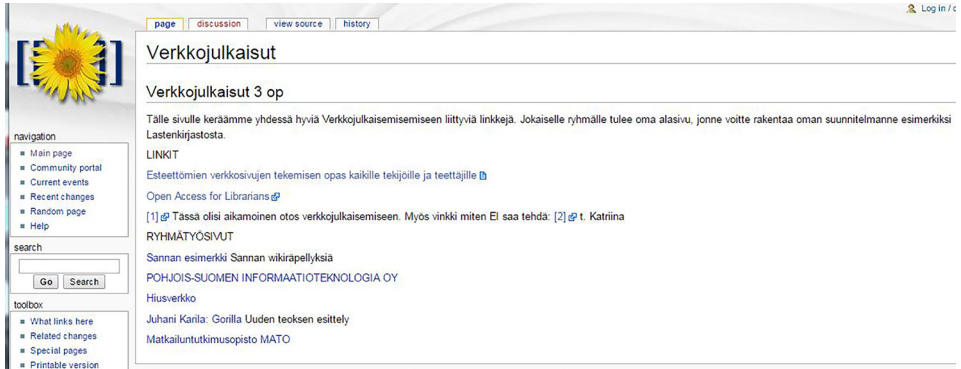 Log in /
page
discussion
view source
history
Verkkojulkaisut
Verkkojulkaisut 3 op
Tälle sivulle keräämme yhdessä hyviä Verkkojulkaisemisemiseen liittyviä linkkejä. Jokaiselle ryhmälle tulee oma alasivu, jonne voitte rakentaa oman suunnitelmanne esimerkiksi
Lastenkirjastosta.
LINKIT
Esteettömien verkkosivujen tekemisen opas kaikille tekijöille ja teettäjille
Open Access for Librarians
[1] Tässä olisi aikamoinen otos verkkojulkaisemiseen. Myös vinkki miten EI saa tehdä: [2] t. Katriina
RYHMÄTYÖSIVUT
Sannan esimerkki Sannan wikiräpellyksiä
POHJOIS-SUOMEN INFORMAATIOTEKNOLOGIA OY
Hiusverkko
Juhani Karila: Gorilla Uuden teoksen esittely
Matkailuntutkimusopisto MATO
navigation
Main page
Community portal
Current events
Recent changes
Random page
Help
search
Go
Search
toolbox
What links here
Related changes
Special pages
Printable version